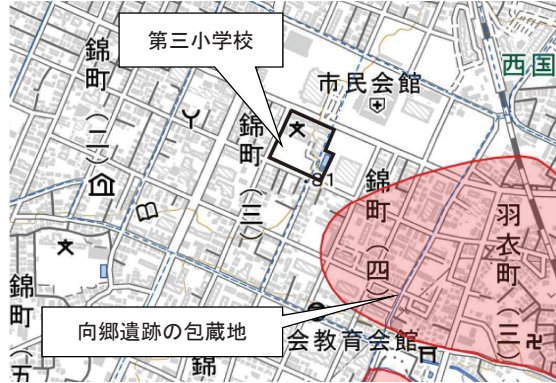 第三小学校
西国
市民会館
錦町(二)
錦町(三)
81
錦町(四)
羽衣町(三)
向郷遺跡の包蔵地
会教育会館
錦町(五
錦